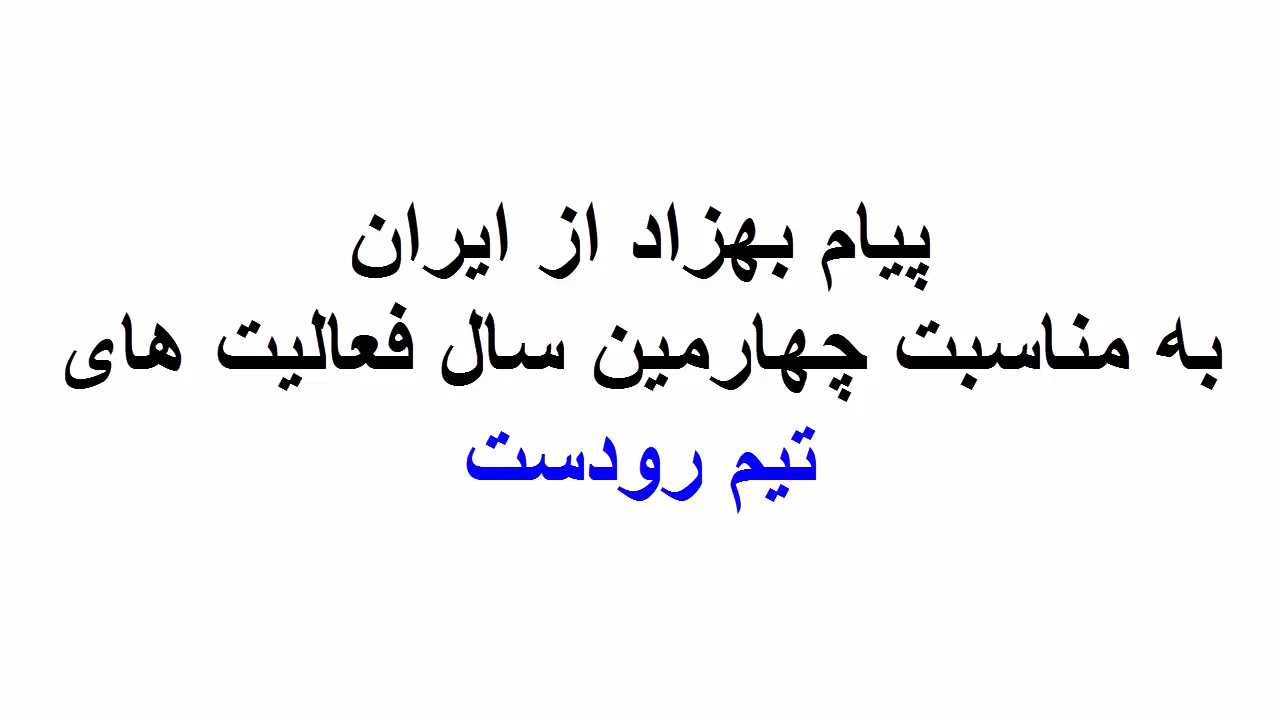 پیام بهزاد از ایران
به مناسبت چهارمین سال فعالیت های
تیم رودست